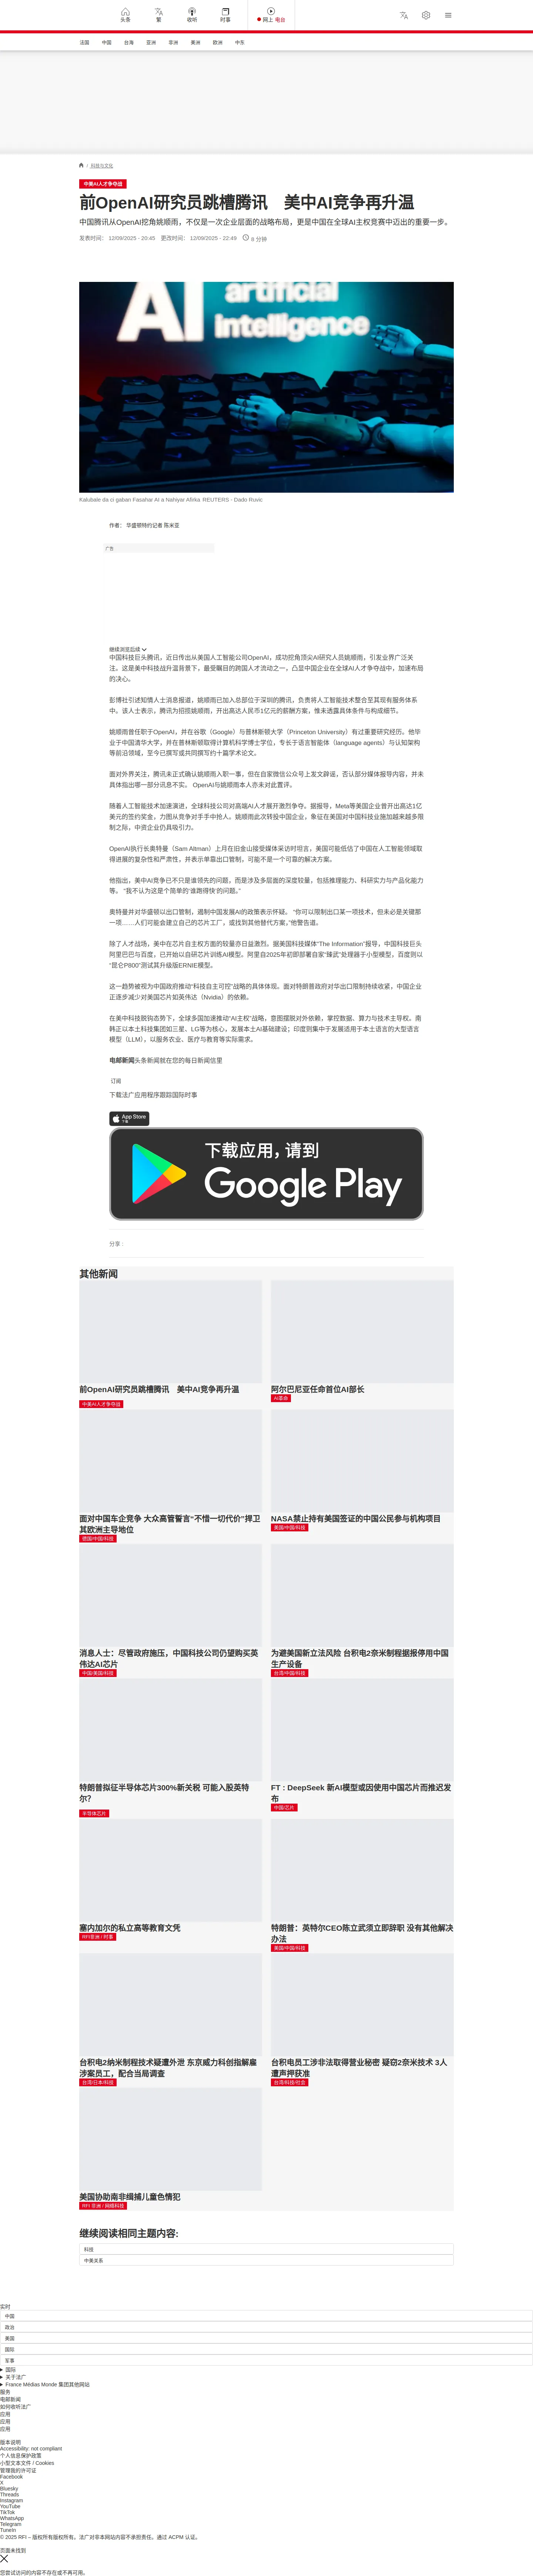 头条
繁
收听
时事
网上 电台
法国 中国 台海 亚洲 非洲 美洲 欧洲 中东
/ 科技与文化
中美AI人才争夺战
前OpenAI研究员跳槽腾讯 美中AI竞争再升温
中国腾讯从OpenAI挖角姚顺雨，不仅是一次企业层面的战略布局，更是中国在全球AI主权竞赛中迈出的重要一步。
发表时间： 12/09/2025 - 20:45 更改时间： 12/09/2025 - 22:49 8 分钟
AI
artificial
intelligence
Kalubale da ci gaban Fasahar AI a Nahiyar Afirka REUTERS - Dado Ruvic
作者： 华盛顿特约记者 陈米亚
广告
继续浏览后续
中国科技巨头腾讯，近日传出从美国人工智能公司OpenAI，成功挖角顶尖AI研究人员姚顺雨，引发业界广泛关
注。这是美中科技战升温背景下，最受瞩目的跨国人才流动之一，凸显中国企业在全球AI人才争夺战中，加速布局
的决心。
彭博社引述知情人士消息报道，姚顺雨已加入总部位于深圳的腾讯，负责将人工智能技术整合至其现有服务体系
中。该人士表示，腾讯为招揽姚顺雨，开出高达人民币1亿元的薪酬方案，惟未透露具体条件与构成细节。
姚顺雨曾任职于OpenAI，并在谷歌（Google）与普林斯顿大学（Princeton University）有过重要研究经历。他毕
业于中国清华大学，并在普林斯顿取得计算机科学博士学位，专长于语言智能体（language agents）与认知架构
等前沿领域，至今已撰写或共同撰写约十篇学术论文。
面对外界关注，腾讯未正式确认姚顺雨入职一事，但在自家微信公众号上发文辟谣，否认部分媒体报导内容，并未
具体指出哪一部分讯息不实。 OpenAI与姚顺雨本人亦未对此置评。
随着人工智能技术加速演进，全球科技公司对高端AI人才展开激烈争夺。据报导，Meta等美国企业曾开出高达1亿
美元的签约奖金，力图从竞争对手手中抢人。姚顺雨此次转投中国企业，象征在美国对中国科技业施加越来越多限
制之际，中资企业仍具吸引力。
OpenAI执行长奥特曼（Sam Altman）上月在旧金山接受媒体采访时坦言，美国可能低估了中国在人工智能领域取
得进展的复杂性和严肃性，并表示单靠出口管制，可能不是一个可靠的解决方案。
他指出，美中AI竞争已不只是谁领先的问题，而是涉及多层面的深度较量，包括推理能力、科研实力与产品化能力
等。 “我不认为这是个简单的‘谁跑得快’的问题。”
奥特曼并对华盛顿以出口管制，遏制中国发展AI的政策表示怀疑。 “你可以限制出口某一项技术，但未必是关键那
一项……人们可能会建立自己的芯片工厂，或找到其他替代方案，”他警告道。
除了人才战场，美中在芯片自主权方面的较量亦日益激烈。据美国科技媒体“The Information”报导，中国科技巨头
阿里巴巴与百度，已开始以自研芯片训练AI模型。阿里自2025年初即部署自家“臻武”处理器于小型模型，百度则以
“昆仑P800”测试其升级版ERNIE模型。
这一趋势被视为中国政府推动“科技自主可控”战略的具体体现。面对特朗普政府对华出口限制持续收紧，中国企业
正逐步减少对美国芯片如英伟达（Nvidia）的依赖。
在美中科技脱钩态势下，全球多国加速推动“AI主权”战略，意图摆脱对外依赖，掌控数据、算力与技术主导权。南
韩正以本土科技集团如三星、LG等为核心，发展本土AI基础建设；印度则集中于发展适用于本土语言的大型语言
模型（LLM），以服务农业、医疗与教育等实际需求。
电邮新闻头条新闻就在您的每日新闻信里
订阅
下载法广应用程序跟踪国际时事
App Store
下载
下载应用，请到
Google Play
分享 :
其他新闻
前OpenAI研究员跳槽腾讯 美中AI竞争再升温
中美AI人才争夺战
阿尔巴尼亚任命首位AI部长
AI革命
面对中国车企竞争 大众高管誓言“不惜一切代价”捍卫
其欧洲主导地位
德国/中国/科技
NASA禁止持有美国签证的中国公民参与机构项目
美国/中国/科技
消息人士：尽管政府施压，中国科技公司仍望购买英
伟达AI芯片
中国/美国/科技
为避美国新立法风险 台积电2奈米制程据报停用中国
生产设备
台湾/中国/科技
特朗普拟征半导体芯片300%新关税 可能入股英特
尔？
半导体芯片
FT : DeepSeek 新AI模型或因使用中国芯片而推迟发
布
中国/芯片
塞内加尔的私立高等教育文凭
RFI非洲 / 时事
特朗普：英特尔CEO陈立武须立即辞职 没有其他解决
办法
美国/中国/科技
台积电2纳米制程技术疑遭外泄 东京威力科创指解雇
涉案员工，配合当局调查
台湾/日本/科技
台积电员工涉非法取得营业秘密 疑窃2奈米技术 3人
遭声押获准
台湾/科技/社会
美国协助南非缉捕儿童色情犯
RFI 非洲 / 网络科技
继续阅读相同主题内容:
科技
中美关系
实时
中国
政治
美国
国际
军事
国际
关于法广
France Médias Monde 集团其他网站
服务
电邮新闻
如何收听法广
应用
应用
应用
版本说明
Accessibility: not compliant
个人信息保护政策
小型文本文件 / Cookies
管理我的许可证
Facebook
X
Bluesky
Threads
Instagram
YouTube
TikTok
WhatsApp
Telegram
TuneIn
© 2025 RFI – 版权所有版权所有。法广对非本网站内容不承担责任。通过 ACPM 认证。
页面未找到
您尝试访问的内容不存在或不再可用。